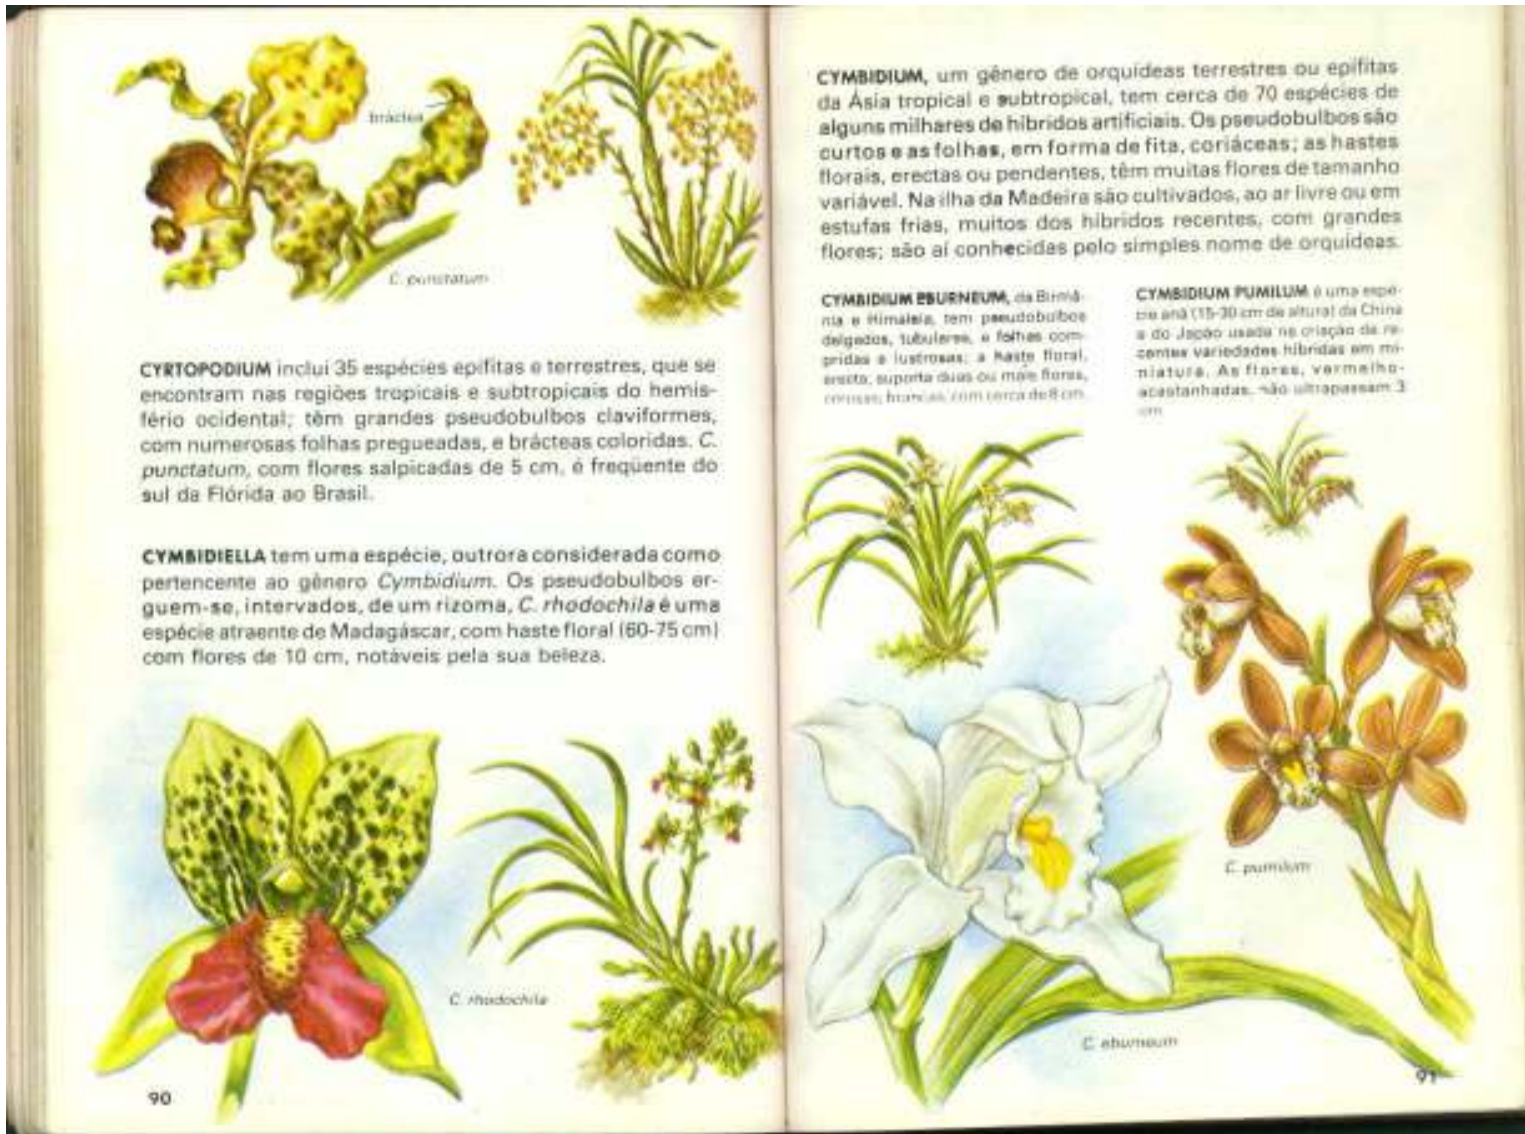 bráctea
C. punctatum
CYRTOPODIUM inclui 35 espécies epífitas e terrestres, que se
encontram nas regiões tropicais e subtropicais do hemis-
fério ocidental; têm grandes pseudobulbos claviformes,
com numerosas folhas pregueadas, e brácteas coloridas. C.
punctatum, com flores salpicadas de 5 cm, é freqüente do
sul da Flórida ao Brasil.
CYMBIDIELLA tem uma espécie, outrora considerada como
pertencente ao gênero Cymbidium. Os pseudobulbos er-
guem-se, intervados, de um rizoma, C. rhodochila é uma
espécie atraente de Madagáscar, com haste floral (60-75 cm)
com flores de 10 cm, notáveis pela sua beleza.
C. rhodochila
90
CYMBIDIUM, um gênero de orquídeas terrestres ou epífitas
da Ásia tropical e subtropical, tem cerca de 70 espécies de
alguns milhares de híbridos artificiais. Os pseudobulbos são
curtos e as folhas, em forma de fita, coriáceas; as hastes
florais, erectas ou pendentes, têm muitas flores de tamanho
variável. Na ilha da Madeira são cultivados, ao ar livre ou em
estufas frias, muitos dos híbridos recentes, com grandes
flores; são aí conhecidas pelo simples nome de orquídeas.
CYMBIDIUM EBURNEUM, da Birmâ-
nia e Himalaia, tem pseudobulbos
delgados, tubulares, e folhas com-
pridas e lustrosas; a haste floral,
erecta, suporta duas ou mais flores,
cerosas, brancas, com cerca de 8 cm.
CYMBIDIUM PUMILUM é uma espé-
cie anã (15-30 cm de altura) da China
e do Japão usada na criação de re-
centes variedades híbridas em mi-
niatura. As flores, vermelho-
acastanhadas, não ultrapassam 3
cm
C. pumilum
C. eburneum
91